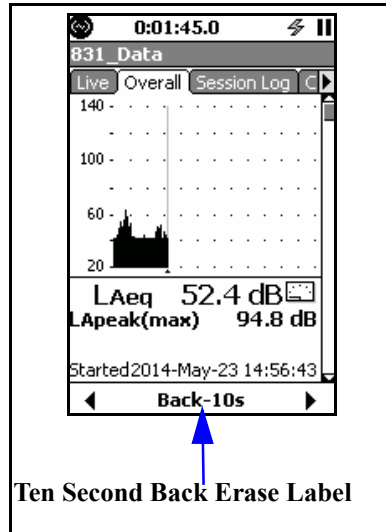 0:01:45.0
831_Data
Live Overall Session Log C
140
100
60
20
LAeq 52.4 dB
LApeak(max) 94.8 dB
Started2014-May-23 14:56:43
Back-10s
Ten Second Back Erase Label